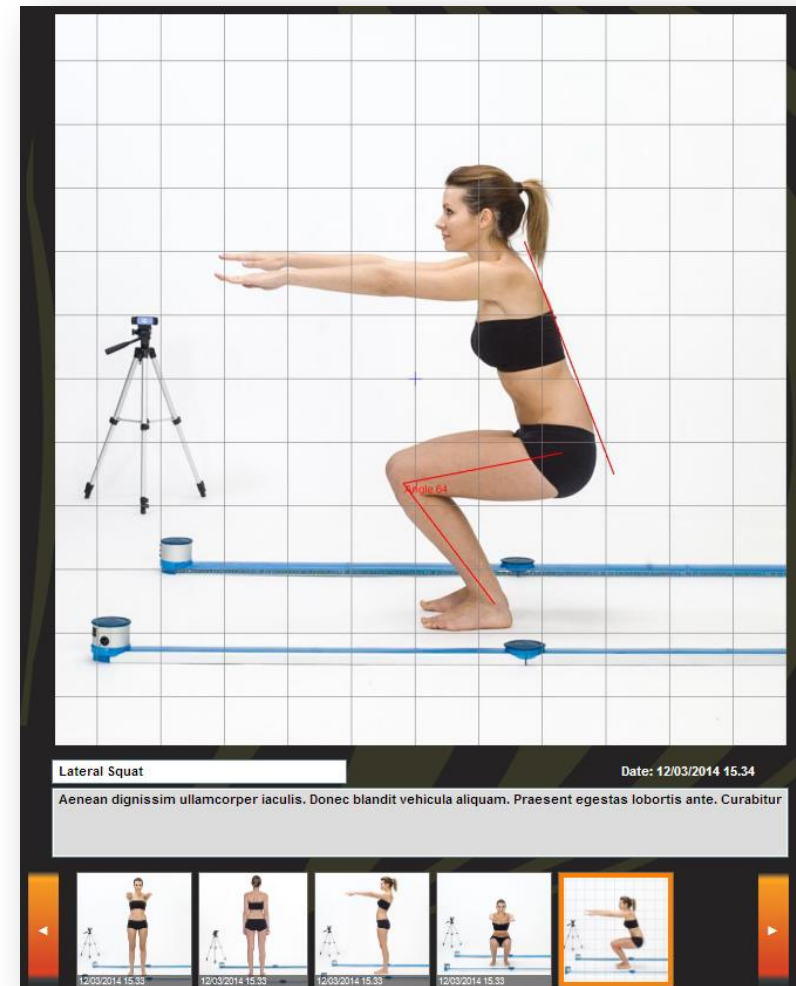 Angle 64
Lateral Squat
Date: 12/03/2014 15.34
Aenean dignissim ullamcorper iaculis. Donec blandit vehicula aliquam. Praesent egestas lobortis ante. Curabitur
12/03/2014 15.33
12/03/2014 15.33
12/03/2014 15.33
12/03/2014 15.33